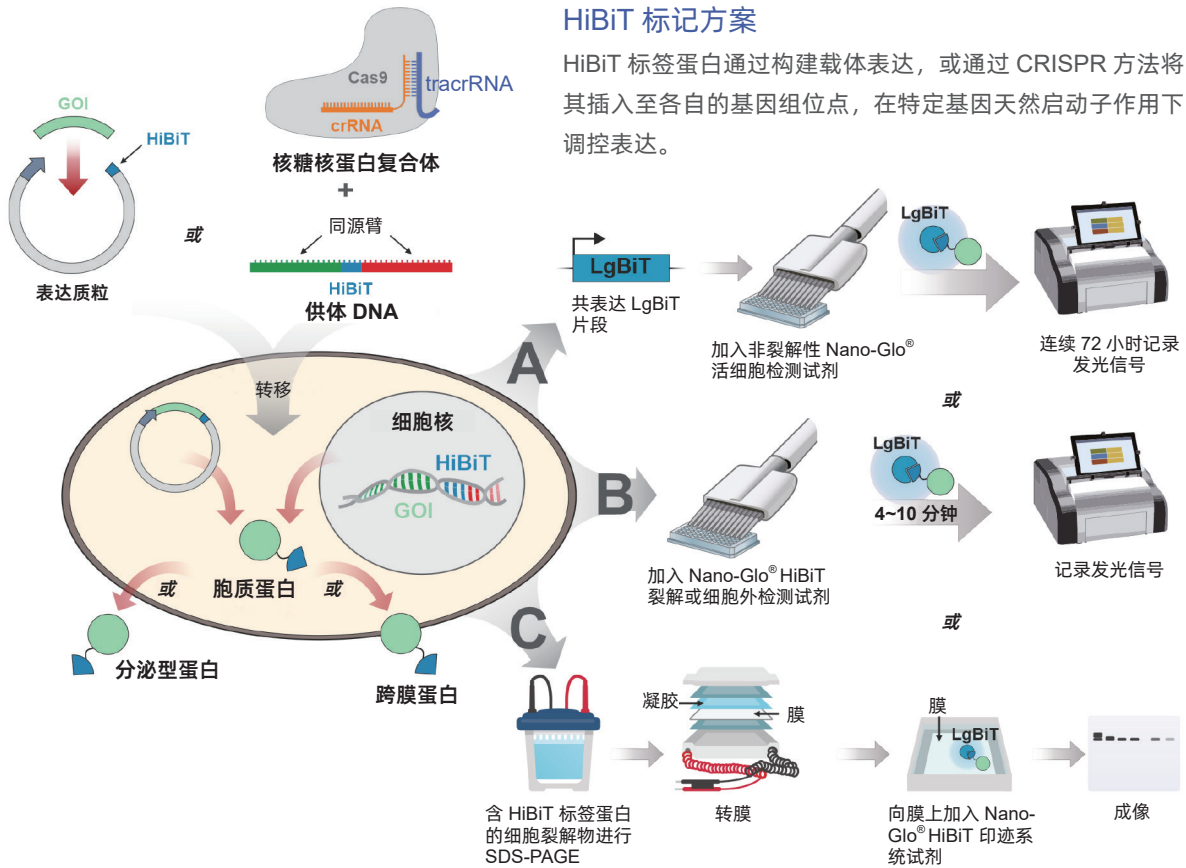 HiBiT 标记方案
HiBiT 标签蛋白通过构建载体表达，或通过 CRISPR 方法将
其插入至各自的基因组位点，在特定基因天然启动子作用下
调控表达。
GOI
HiBiT
表达质粒
或
Cas9
tracrRNA
crRNA
核糖核蛋白复合体
+
同源臂
HiBiT
供体 DNA
转移
细胞核
HiBiT
GOI
胞质蛋白
或
或
分泌型蛋白
跨膜蛋白
A
LgBiT
共表达 LgBiT
片段
加入非裂解性 Nano-Glo®
活细胞检测试剂
LgBiT
连续 72 小时记录
发光信号
或
B
加入 Nano-Glo® HiBiT
裂解或细胞外检测试剂
LgBiT
4~10 分钟
记录发光信号
或
C
含 HiBiT 标签蛋白
的细胞裂解物进行
SDS-PAGE
凝胶
膜
转膜
膜
LgBiT
向膜上加入 Nano-
Glo® HiBiT 印迹系
统试剂
成像